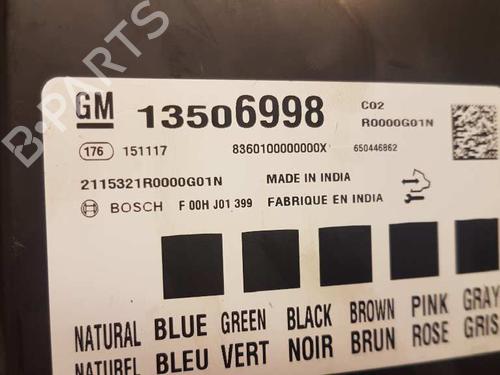 GM 13506998 C02
R0000G01N
176 151117 8360100000000X 650446862
2115321R0000G01N MADE IN INDIA
BOSCH F 00H J01 399 FABRIQUE EN INDIA
NATURAL BLUE GREEN BLACK BROWN PINK GRAY
NATUREL BLEU VERT NOIR BRUN ROSE GRIS
B-PARTS